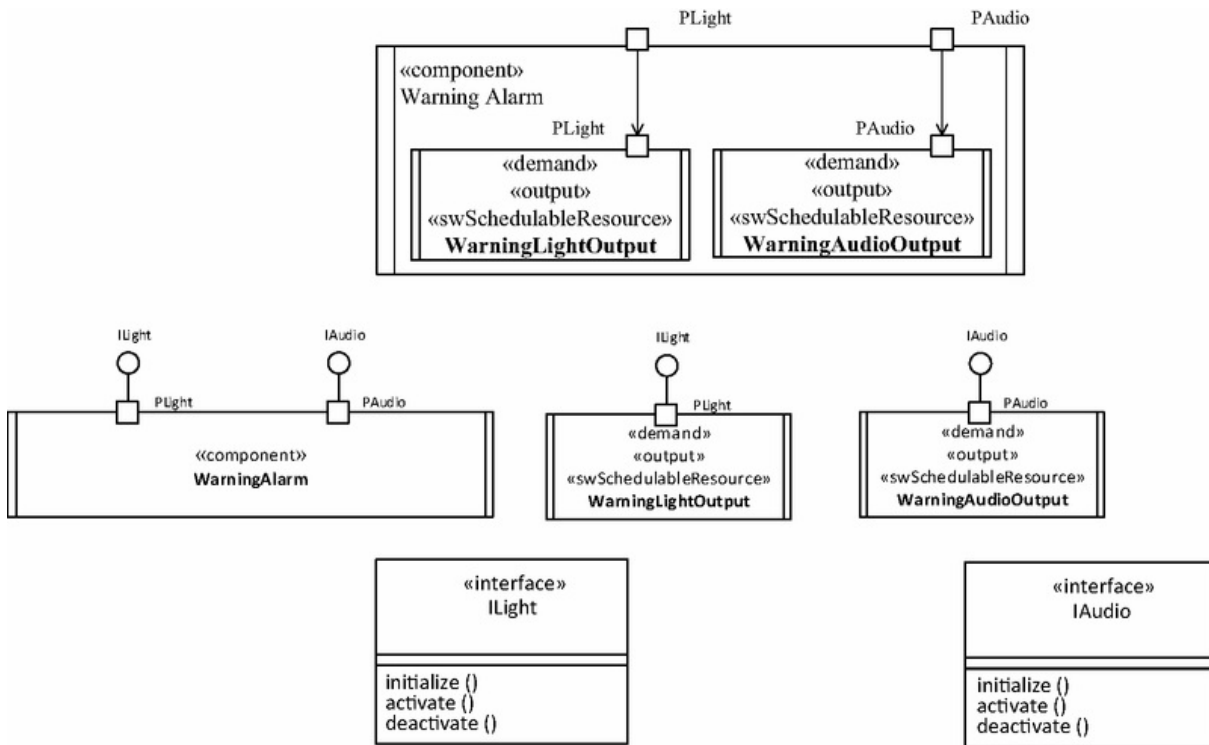 PLight
PAudio
«component»
Warning Alarm
PLight
PAudio
«demand»
«output»
«swSchedulableResource»
WarningLightOutput
«demand»
«output»
«swSchedulableResource»
WarningAudioOutput
ILight
IAudio
PLight
PAudio
«component»
WarningAlarm
ILight
PLight
«demand»
«output»
«swSchedulableResource»
WarningLightOutput
IAudio
PAudio
«demand»
«output»
«swSchedulableResource»
WarningAudioOutput
«interface»
ILight
initialize ()
activate ()
deactivate ()
«interface»
IAudio
initialize ()
activate ()
deactivate ()